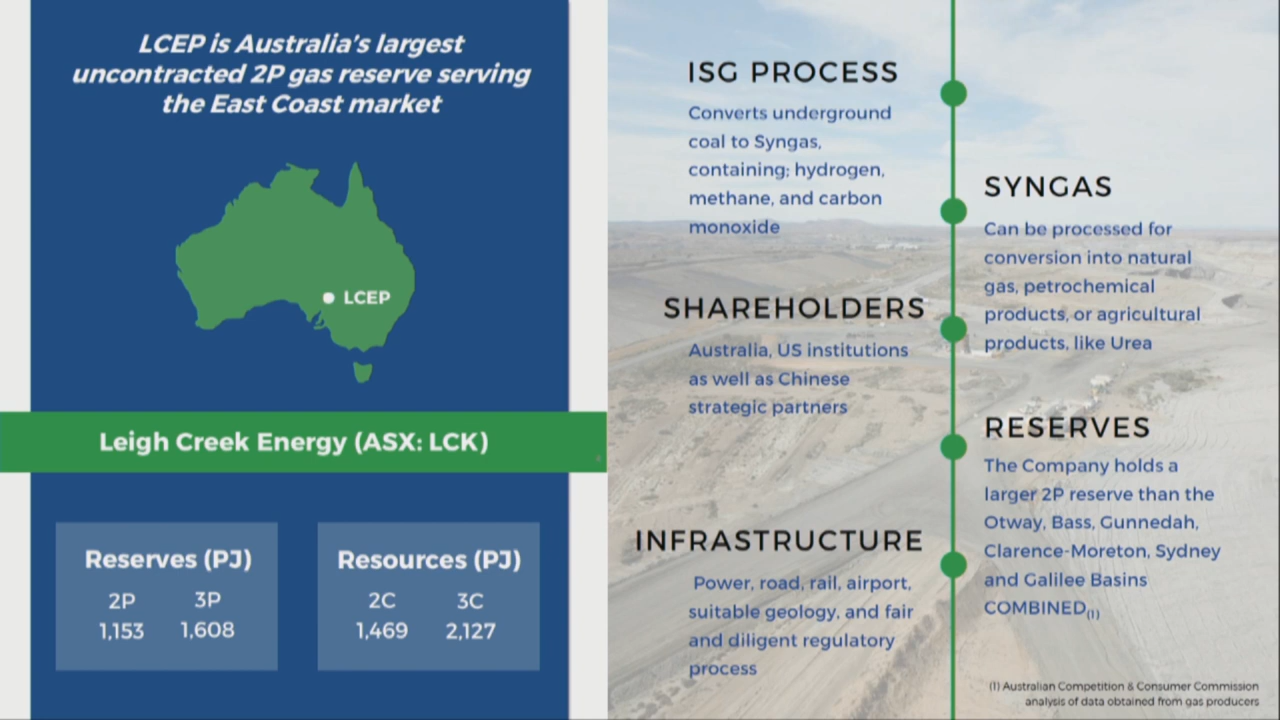 LCEP is Australia's largest
uncontracted 2P gas reserve serving
the East Coast market
LCEP
Leigh Creek Energy (ASX: LCK)
Reserves (PJ)
2P 3P
1,153 1,608
Resources (PJ)
2C 3C
1,469 2,127
ISG PROCESS
Converts underground
coal to Syngas,
containing; hydrogen,
methane, and carbon
monoxide
SYNGAS
Can be processed for
conversion into natural
gas, petrochemical
products, or agricultural
products, like Urea
SHAREHOLDERS
Australia, US institutions
as well as Chinese
strategic partners
RESERVES
The Company holds a
larger 2P reserve than the
Otway, Bass, Gunnedah,
Clarence-Moreton, Sydney
and Galilee Basins
COMBINED(1)
INFRASTRUCTURE
Power, road, rail, airport,
suitable geology, and fair
and diligent regulatory
process
(1) Australian Competition & Consumer Commission
analysis of data obtained from gas producers